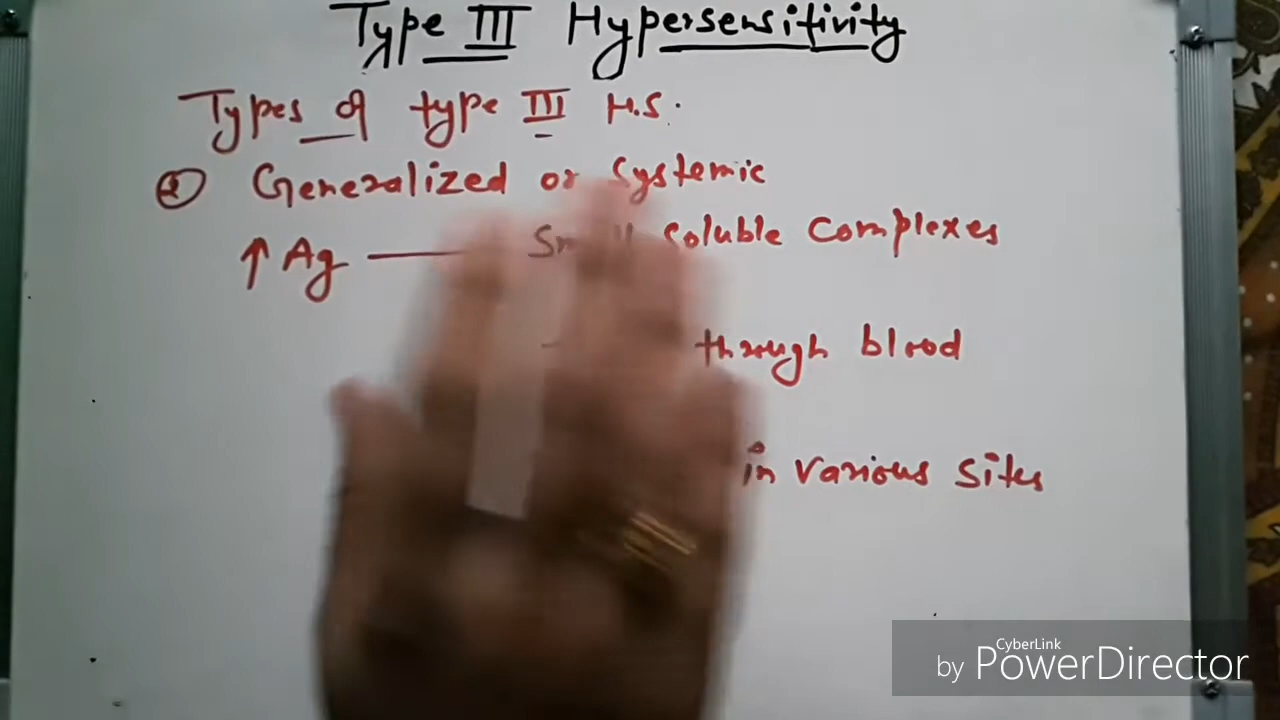 Type III Hypersensitivity
Types of type III H.S.
② Generalized or Systemic
↑ Ag — Small Soluble Complexes
through blood
in various sites
CyberLink
by PowerDirector